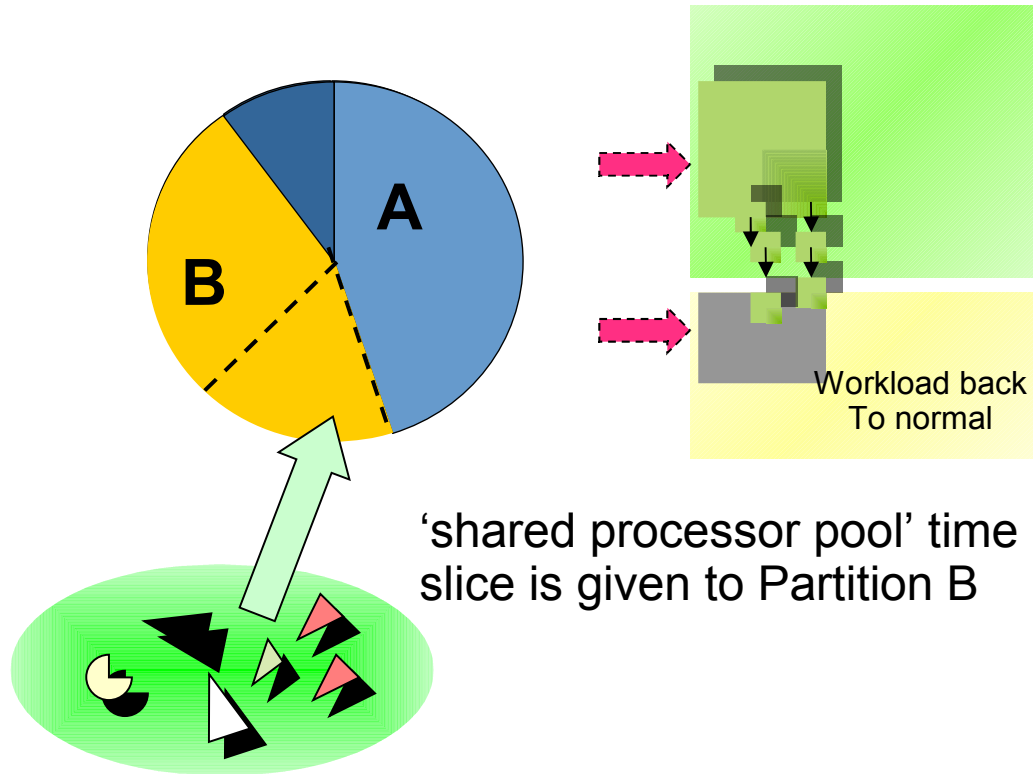 A
B
Workload back
To normal
‘shared processor pool’ time
slice is given to Partition B